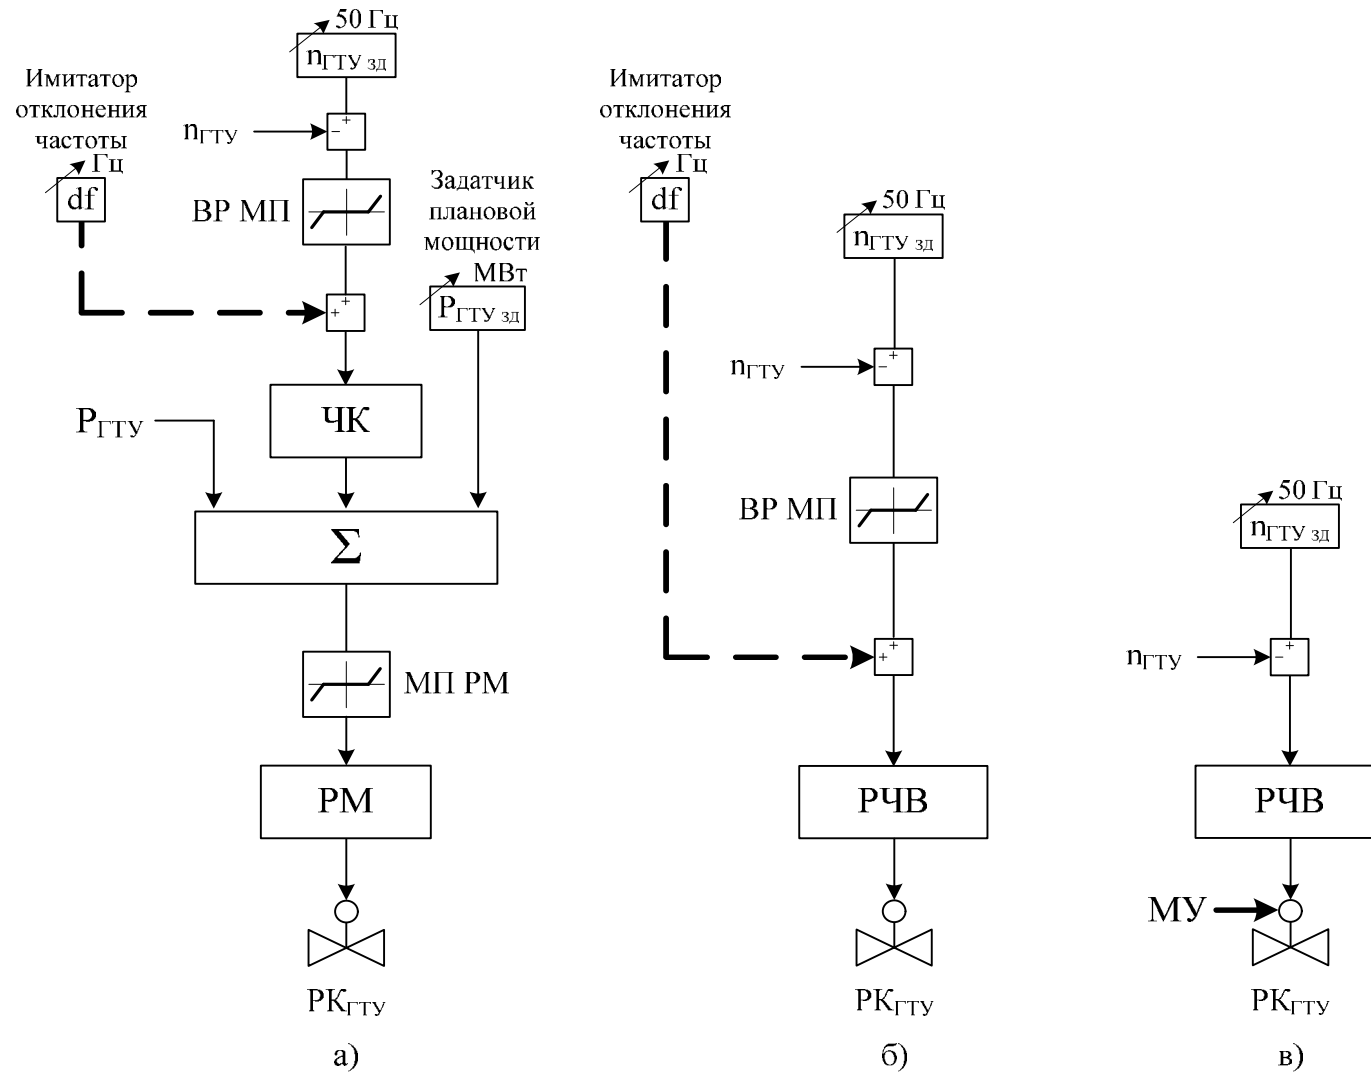 50 Гц
nГТУ зд
Имитатор
отклонения
частоты
Гц
df
nГТУ
-
+
ВР МП
Задатчик
плановой
мощности
МВт
PГТУ зд
+
+
ЧК
PГТУ
Σ
МП РМ
РМ
РКГТУ
а)
Имитатор
отклонения
частоты
Гц
df
50 Гц
nГТУ зд
nГТУ
-
+
ВР МП
+
+
РЧВ
РКГТУ
б)
50 Гц
nГТУ зд
nГТУ
-
+
РЧВ
МУ
РКГТУ
в)